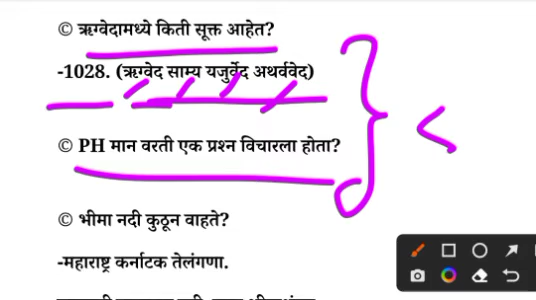 © ऋग्वेदामध्ये किती सूक्त आहेत?
-1028. (ऋग्वेद साम्य यजुर्वेद अथर्ववेद)
© PH मान वरती एक प्रश्न विचारला होता?
© भीमा नदी कुठून वाहते?
-महाराष्ट्र कर्नाटक तेलंगणा.